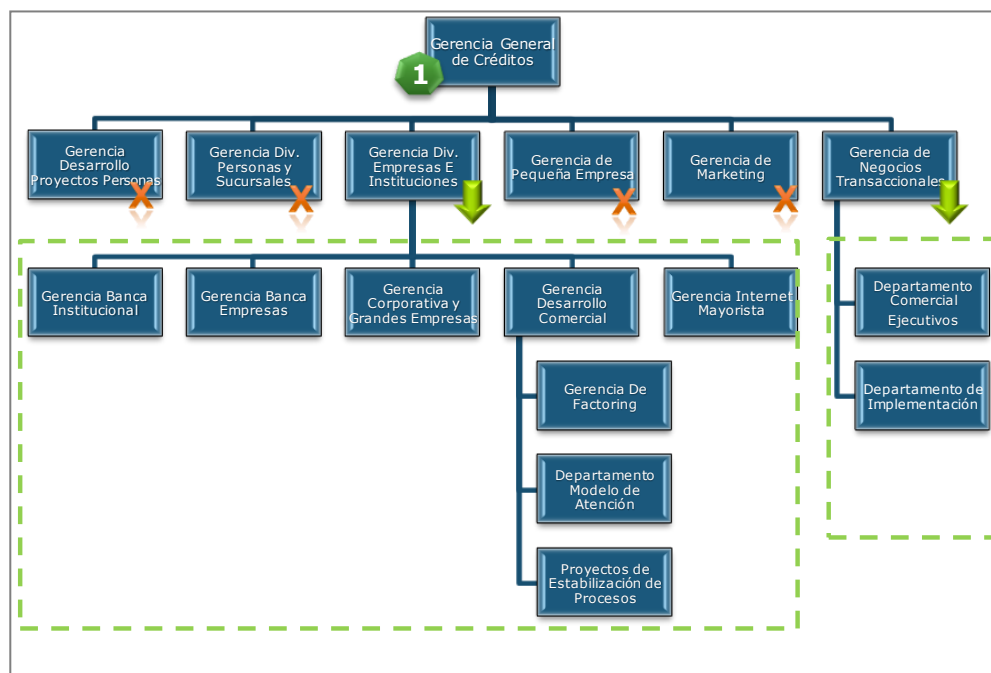 Gerencia General
de Créditos
1
Gerencia
Desarrollo
Proyectos Personas
X
Gerencia Div.
Personas y
Sucursales
X
Gerencia Div.
Empresas E
Instituciones
Gerencia de
Pequeña Empresa
X
Gerencia de
Marketing
X
Gerencia de
Negocios
Transaccionales
Gerencia Banca
Institucional
Gerencia Banca
Empresas
Gerencia
Corporativa y
Grandes Empresas
Gerencia
Desarrollo
Comercial
Gerencia Internet
Mayorista
Departamento
Comercial
Ejecutivos
Gerencia De
Factoring
Departamento de
Implementación
Departamento
Modelo de
Atención
Proyectos de
Estabilización de
Procesos